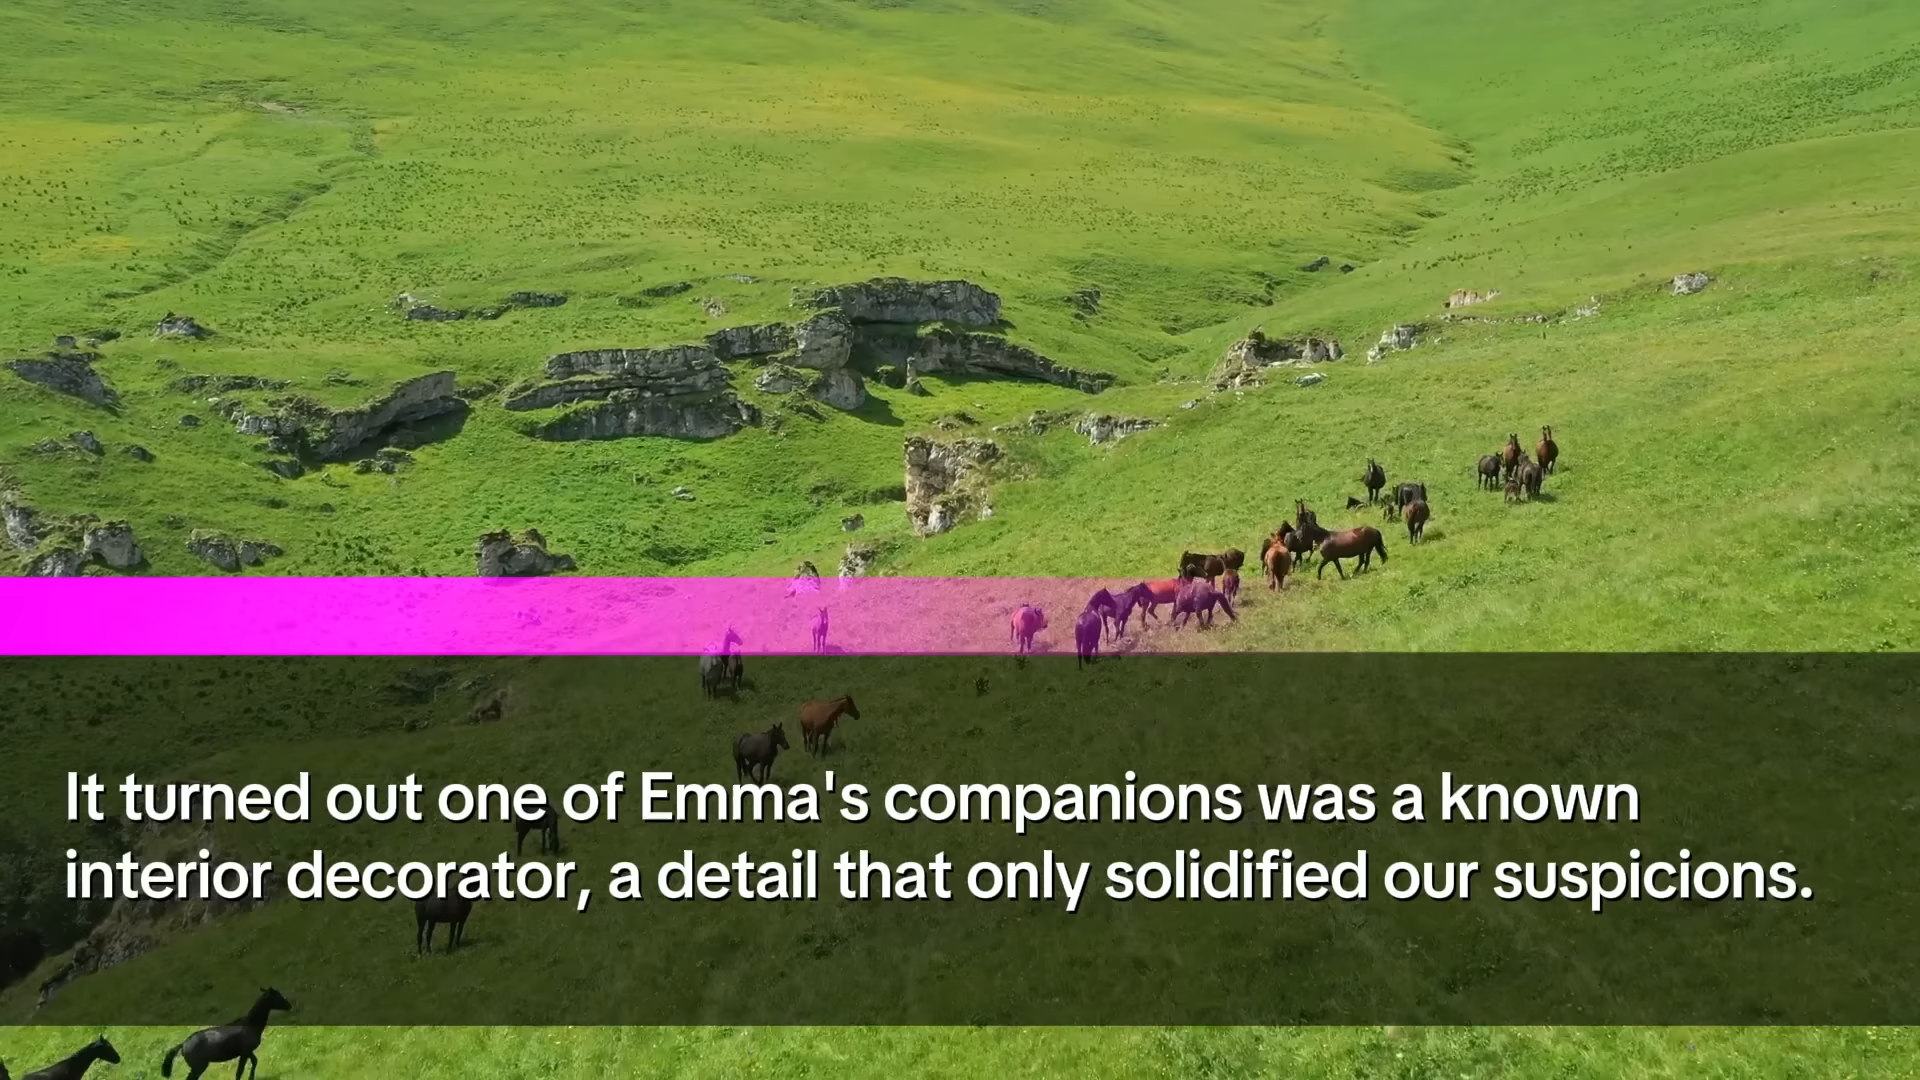 It turned out one of Emma's companions was a known
interior decorator, a detail that only solidified our suspicions.